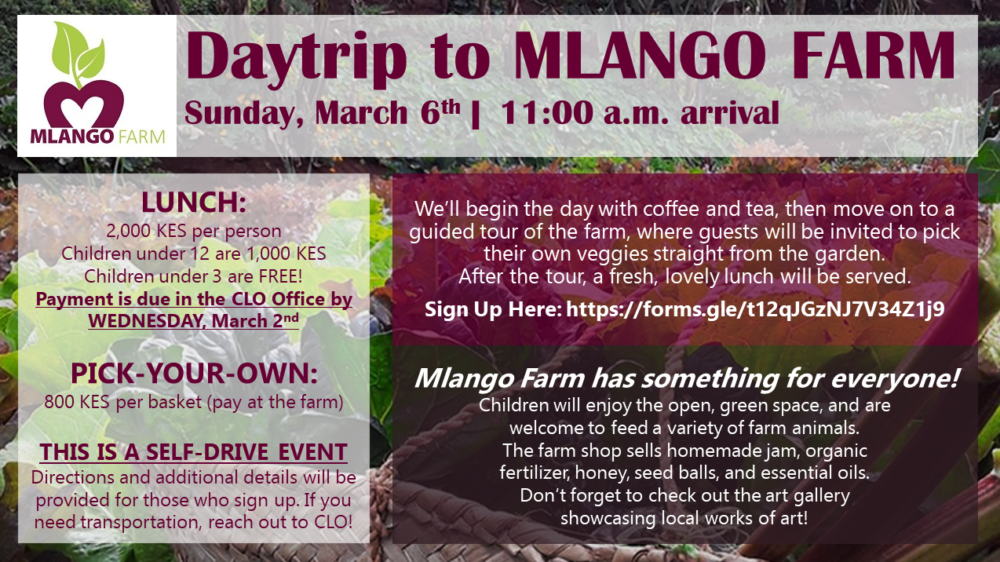 Daytrip to MLANGO FARM
Sunday, March 6th | 11:00 a.m. arrival
MLANGO FARM
LUNCH:
2,000 KES per person
Children under 12 are 1,000 KES
Children under 3 are FREE!
Payment is due in the CLO Office by
WEDNESDAY, March 2nd
PICK-YOUR-OWN:
800 KES per basket (pay at the farm)
THIS IS A SELF-DRIVE EVENT
Directions and additional details will be
provided for those who sign up. If you
need transportation, reach out to CLO!
We’ll begin the day with coffee and tea, then move on to a
guided tour of the farm, where guests will be invited to pick
their own veggies straight from the garden.
After the tour, a fresh, lovely lunch will be served.
Sign Up Here: https://forms.gle/t12qJGzNJ7V34Z1j9
Mlango Farm has something for everyone!
Children will enjoy the open, green space, and are
welcome to feed a variety of farm animals.
The farm shop sells homemade jam, organic
fertilizer, honey, seed balls, and essential oils.
Don’t forget to check out the art gallery
showcasing local works of art!